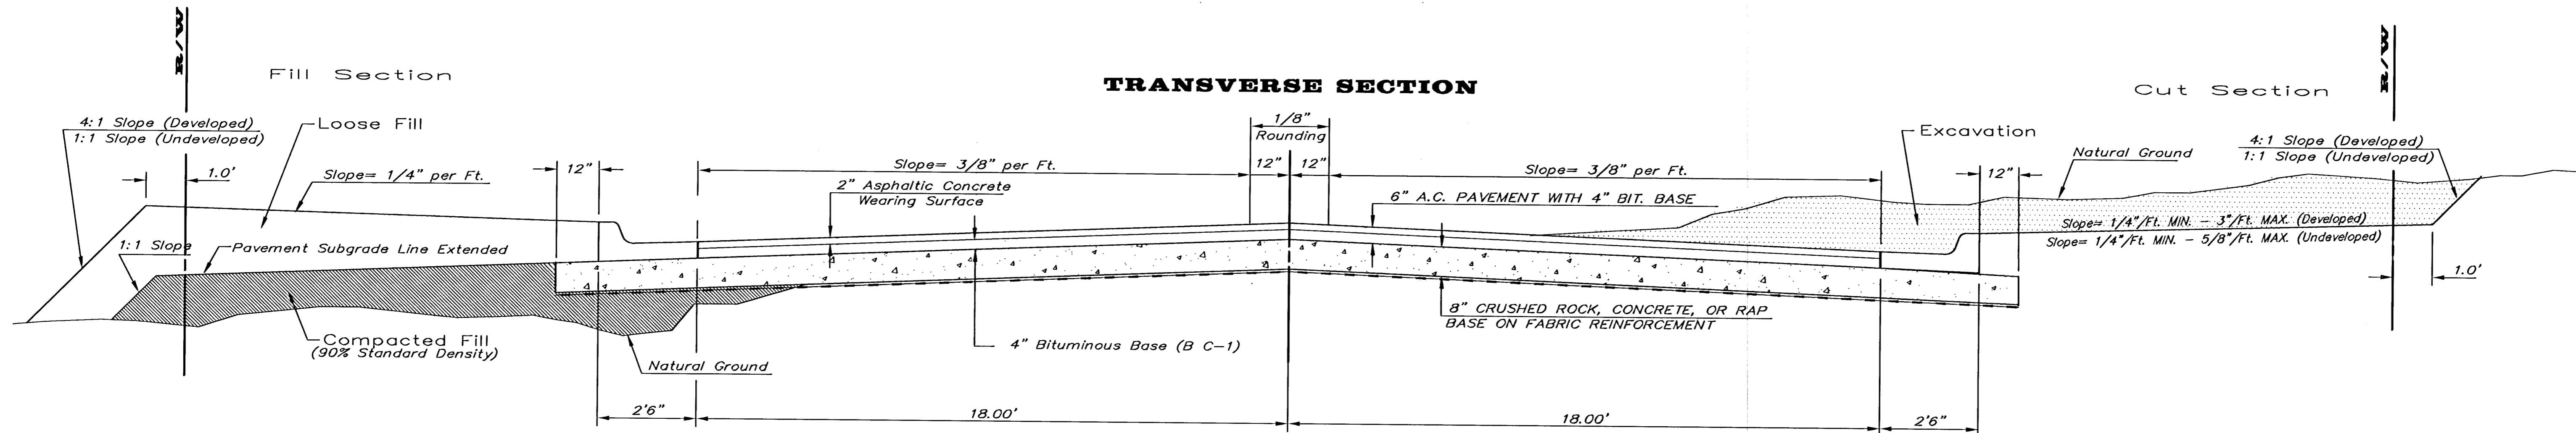 R/W
Fill Section
TRANSVERSE SECTION
Cut Section
R/W
4:1 Slope (Developed)
1:1 Slope (Undeveloped)
Loose Fill
1.0'
Slope= 1/4" per Ft.
12"
Slope= 3/8" per Ft.
1/8"
Rounding
12"
12"
Slope= 3/8" per Ft.
2" Asphaltic Concrete
Wearing Surface
6" A.C. PAVEMENT WITH 4" BIT. BASE
Excavation
Natural Ground
12"
4:1 Slope (Developed)
1:1 Slope (Undeveloped)
1:1 Slope
Pavement Subgrade Line Extended
Slope= 1/4"/Ft. MIN. - 3"/Ft. MAX. (Developed)
Slope= 1/4"/Ft. MIN. - 5/8"/Ft. MAX. (Undeveloped)
1.0'
Compacted Fill
(90% Standard Density)
Natural Ground
4" Bituminous Base (B C-1)
8" CRUSHED ROCK, CONCRETE, OR RAP
BASE ON FABRIC REINFORCEMENT
2'6"
18.00'
18.00'
2'6"